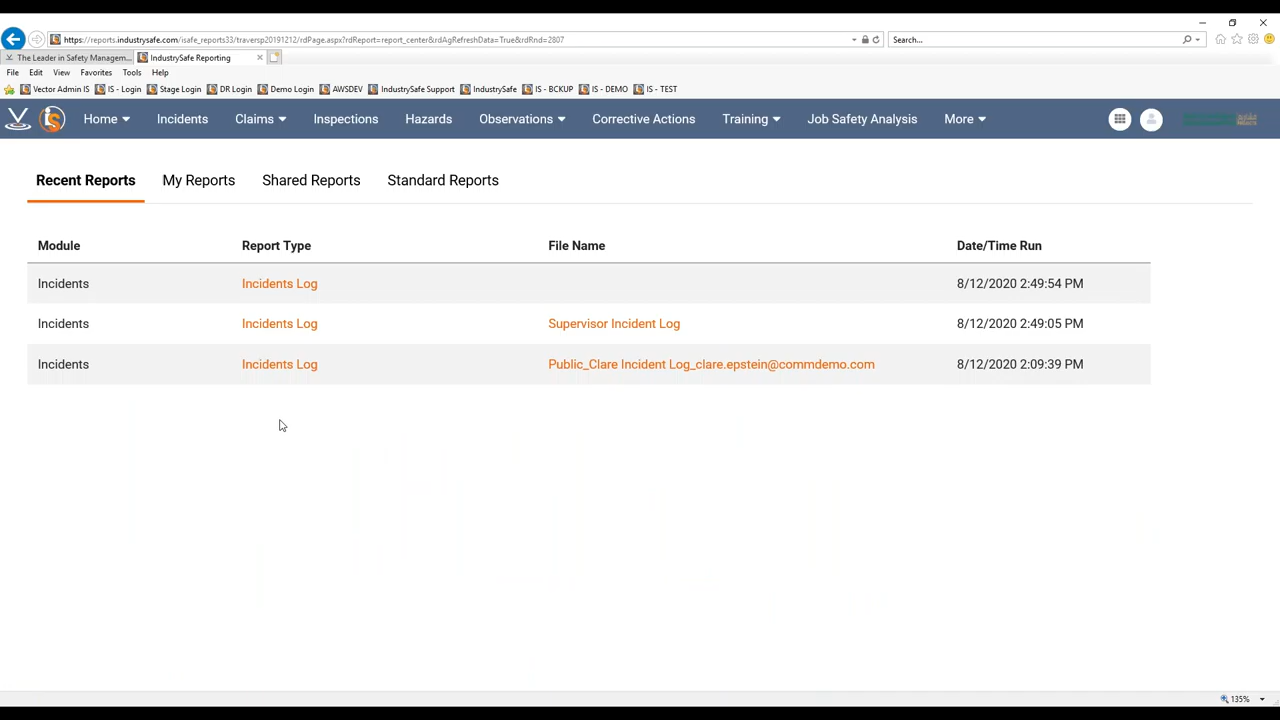 https://reports.industrysafe.com/isafe_reports33/traversp20191212/rdPage.aspx?rdReport=report_center&rdAgRefreshData=True&rdRnd=2807 Search...
The Leader in Safety Managem... IndustrySafe Reporting
File Edit View Favorites Tools Help
Vector Admin IS IS - Login Stage Login DR Login Demo Login AWSDEV IndustrySafe Support IndustrySafe IS - BCKUP IS - DEMO IS - TEST
Home Incidents Claims Inspections Hazards Observations Corrective Actions Training Job Safety Analysis More
Recent Reports My Reports Shared Reports Standard Reports
Module Report Type File Name Date/Time Run
Incidents Incidents Log 8/12/2020 2:49:54 PM
Incidents Incidents Log Supervisor Incident Log 8/12/2020 2:49:05 PM
Incidents Incidents Log Public_Clare Incident Log_clare.epstein@commdemo.com 8/12/2020 2:09:39 PM
135%